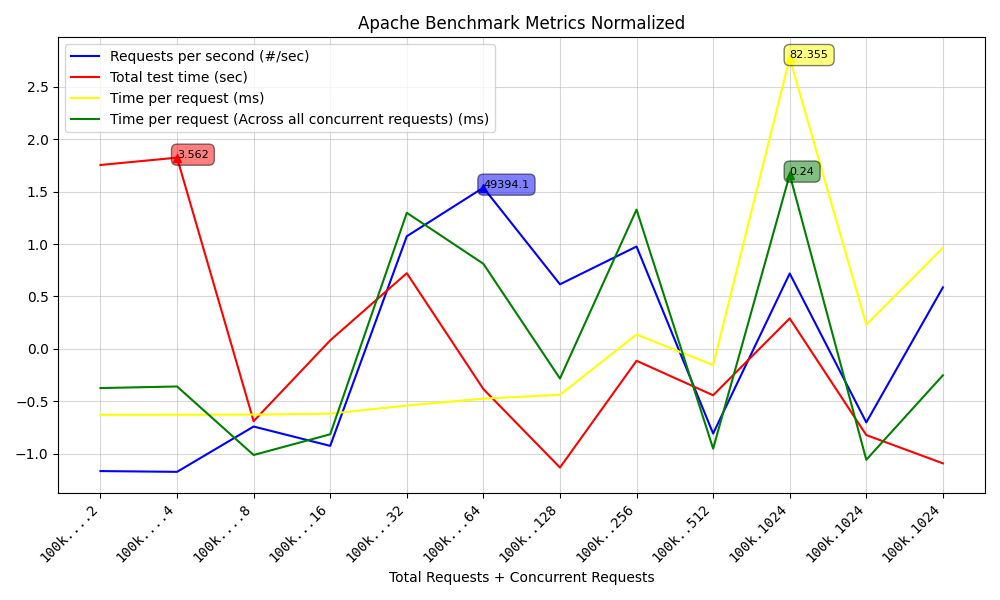 Apache Benchmark Metrics Normalized
Requests per second (#/sec)
Total test time (sec)
Time per request (ms)
Time per request (Across all concurrent requests) (ms)
82.355
3.562
0.24
49394.1
2.5
2.0
1.5
1.0
0.5
0.0
−0.5
−1.0
100k....2
100k....4
100k....8
100k...16
100k...32
100k...64
100k..128
100k..256
100k..512
100k.1024
100k.1024
100k.1024
Total Requests + Concurrent Requests